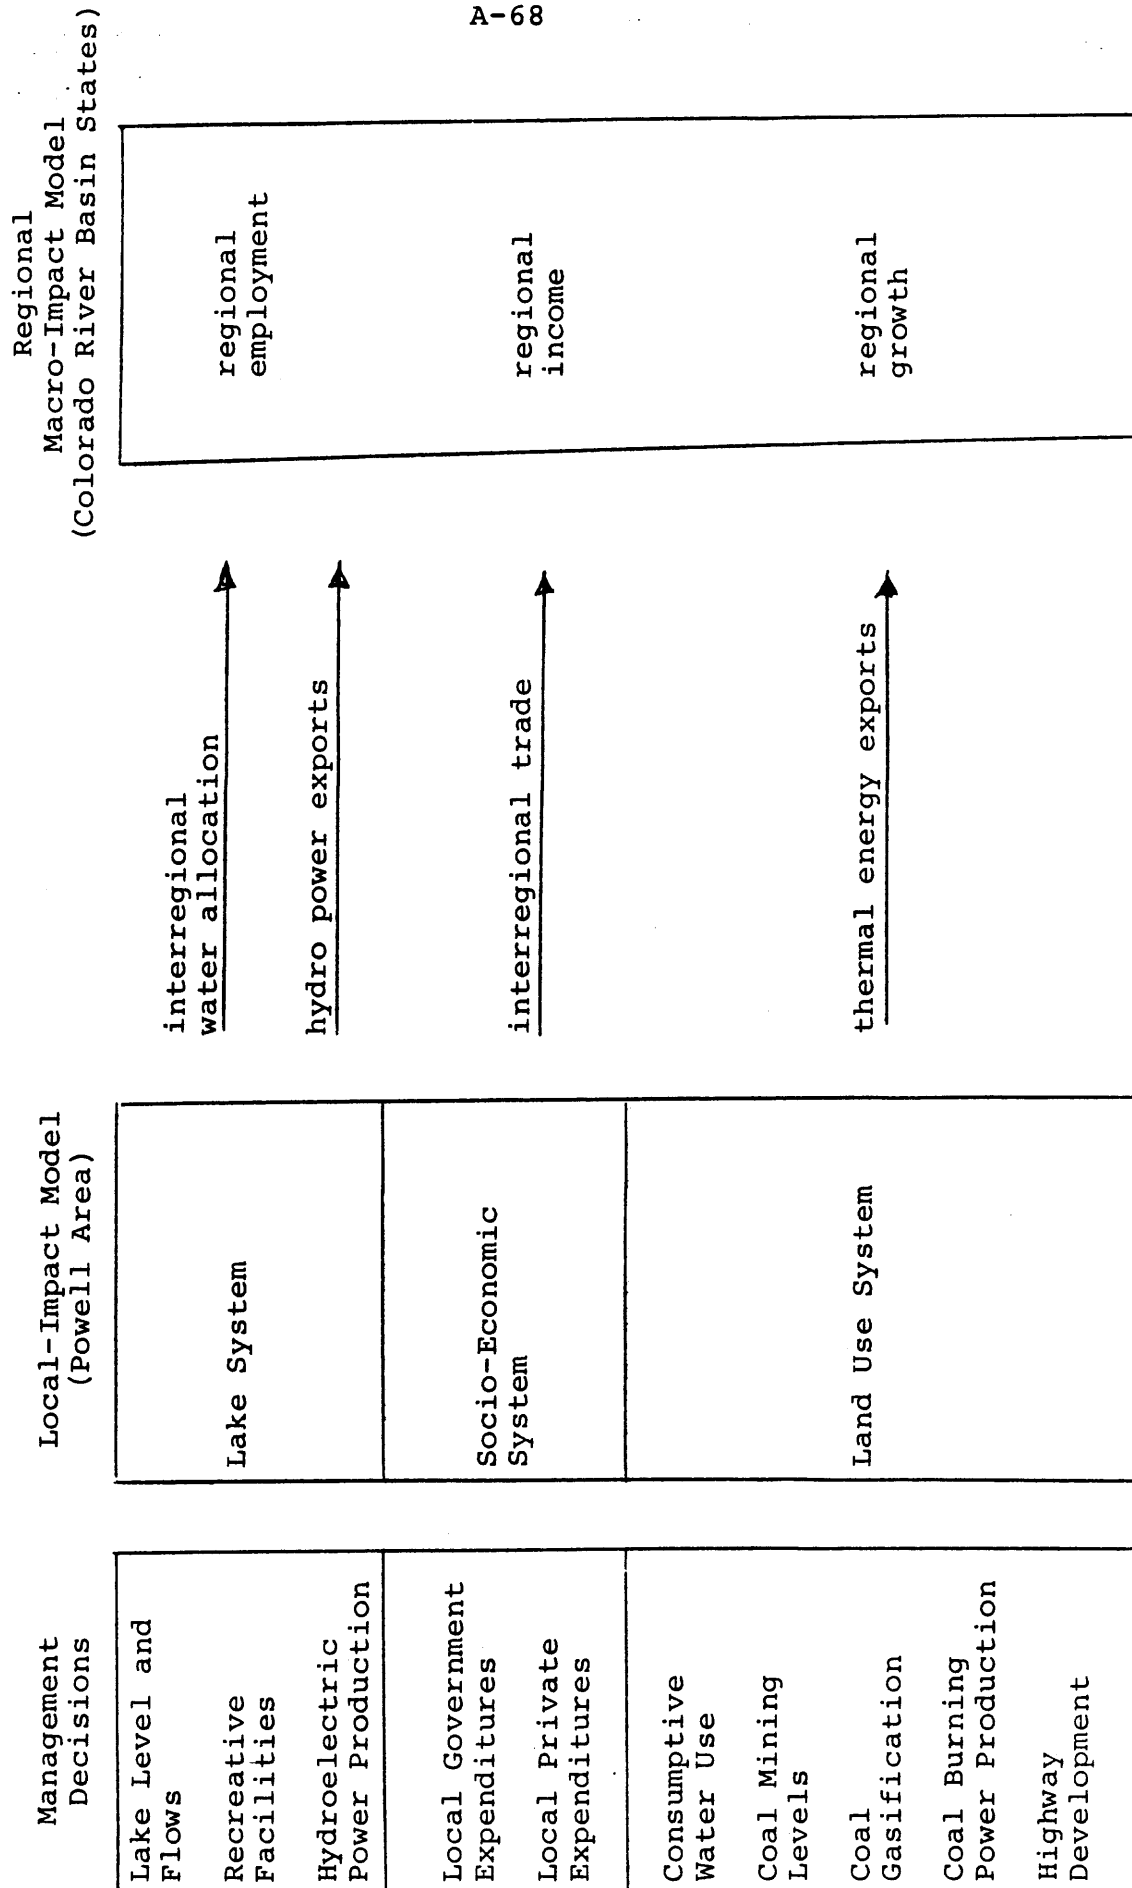 A-68
Management
Decisions
Lake Level and
Flows
Recreative
Facilities
Hydroelectric
Power Production
Local Government
Expenditures
Local Private
Expenditures
Consumptive
Water Use
Coal Mining
Levels
Coal
Gasification
Coal Burning
Power Production
Highway
Development
Local-Impact Model
(Powell Area)
Lake System
Socio-Economic
System
Land Use System
interregional
water allocation
hydro power exports
interregional trade
thermal energy exports
Regional
Macro-Impact Model
(Colorado River Basin States)
regional
employment
regional
income
regional
growth